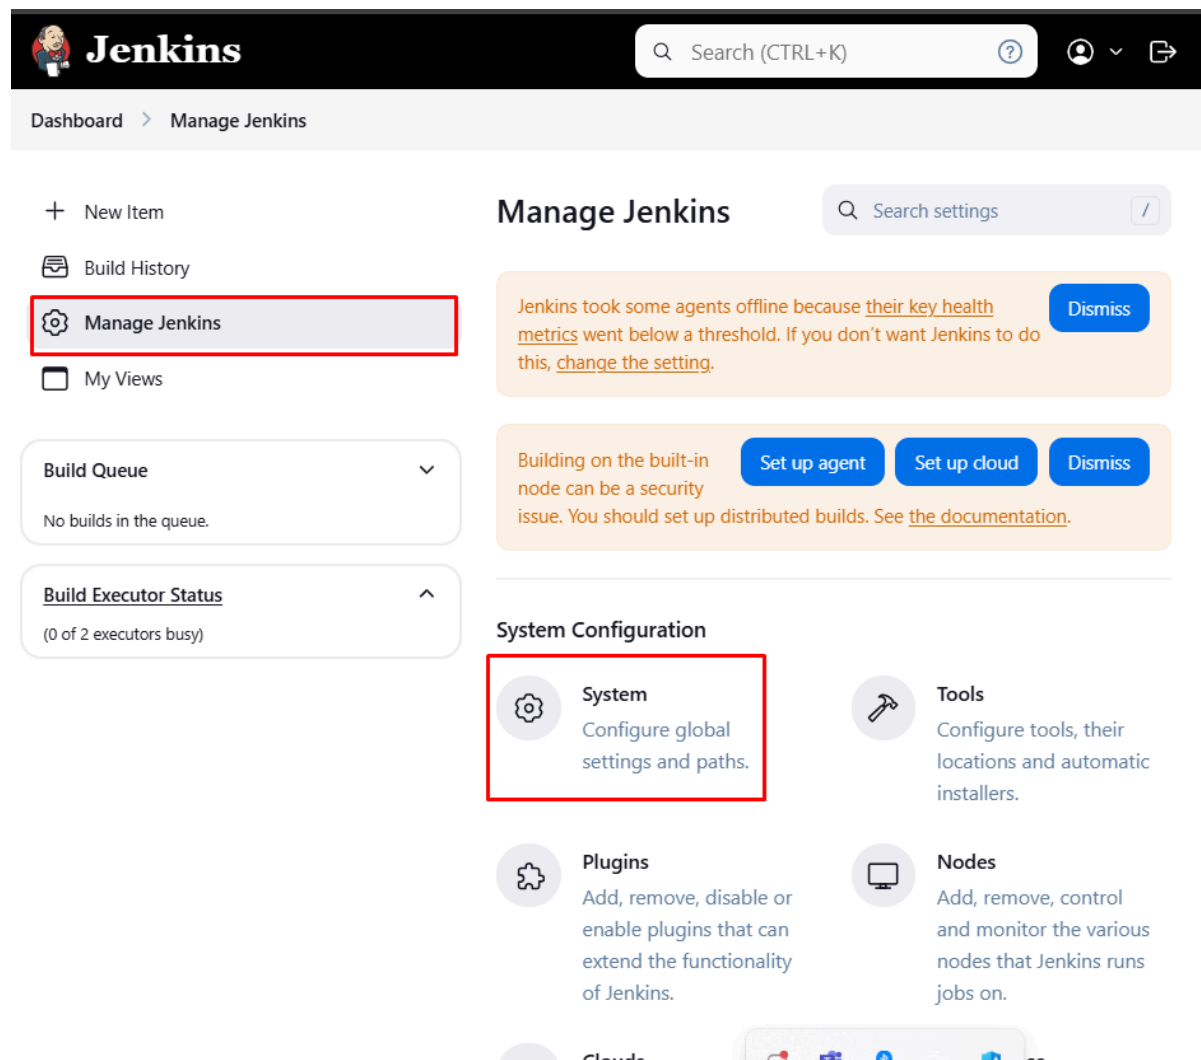 Jenkins
Search (CTRL+K)
Dashboard
Manage Jenkins
New Item
Build History
Manage Jenkins
My Views
Build Queue
No builds in the queue.
Build Executor Status
(0 of 2 executors busy)
Manage Jenkins
Search settings
/
Jenkins took some agents offline because their key health
metrics went below a threshold. If you don't want Jenkins to do
this, change the setting.
Dismiss
Building on the built-in
node can be a security
issue. You should set up distributed builds. See the documentation.
Set up agent
Set up cloud
Dismiss
System Configuration
System
Configure global
settings and paths.
Tools
Configure tools, their
locations and automatic
installers.
Plugins
Add, remove, disable or
enable plugins that can
extend the functionality
of Jenkins.
Nodes
Add, remove, control
and monitor the various
nodes that Jenkins runs
jobs on.
Clouds